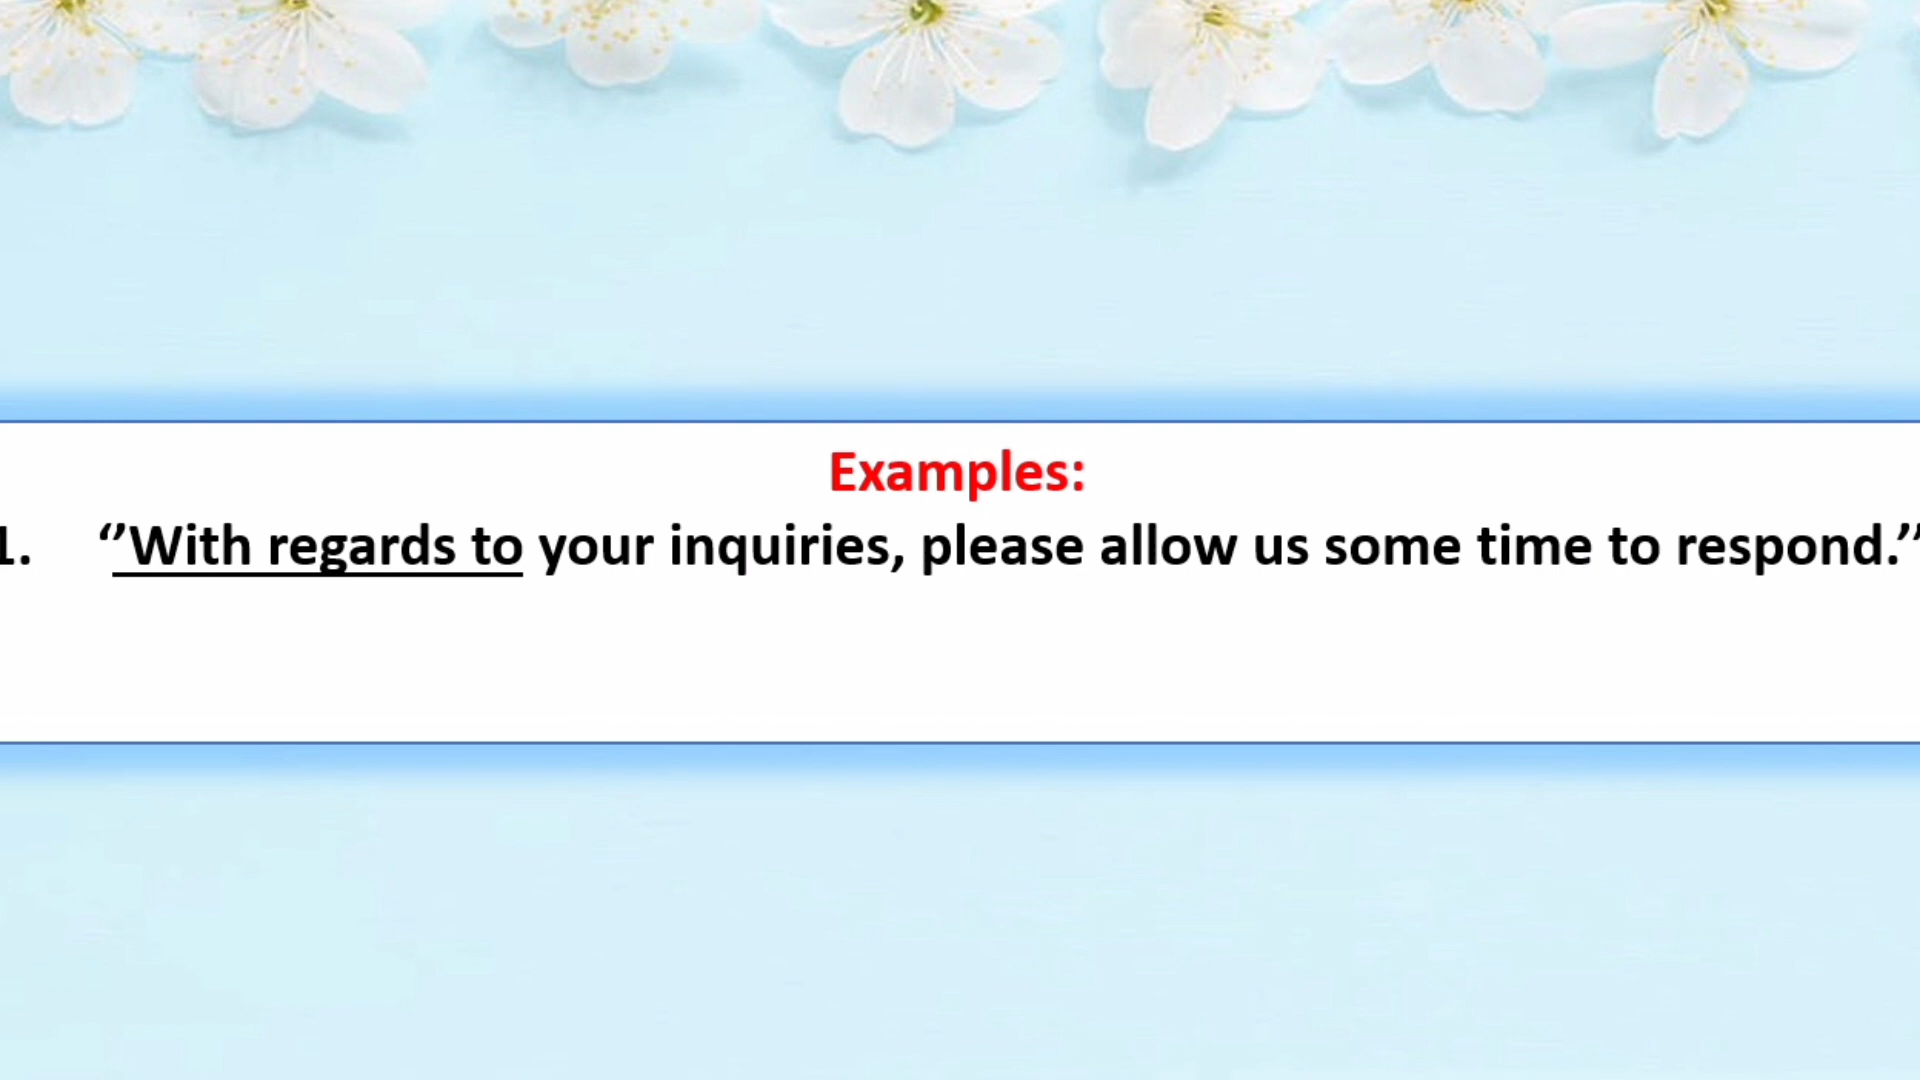 Examples:
1. ‘’With regards to your inquiries, please allow us some time to respond.’’